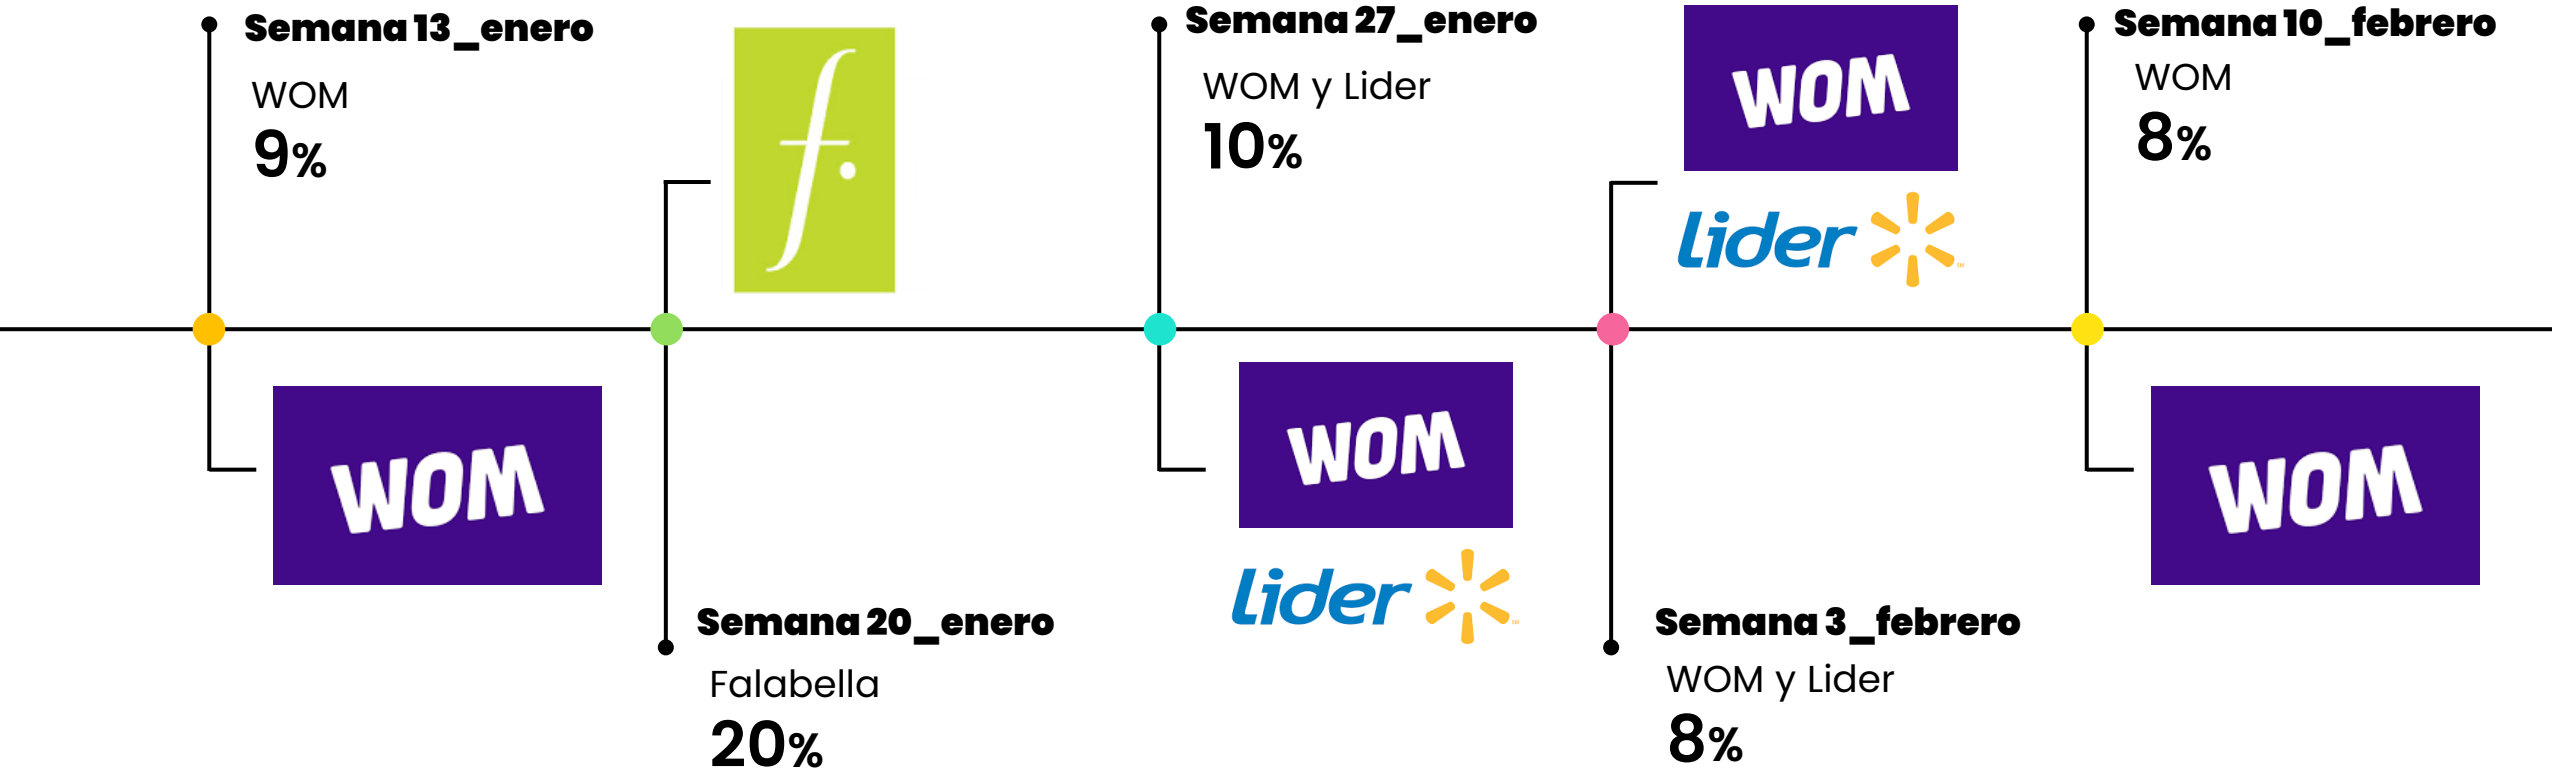 Semana 13_enero
WOM
9%
WOM
f.
Semana 20_enero
Falabella
20%
Semana 27_enero
WOM y Lider
10%
WOM
Lider
WOM
Lider
Semana 3_febrero
WOM y Lider
8%
Semana 10_febrero
WOM
8%
WOM